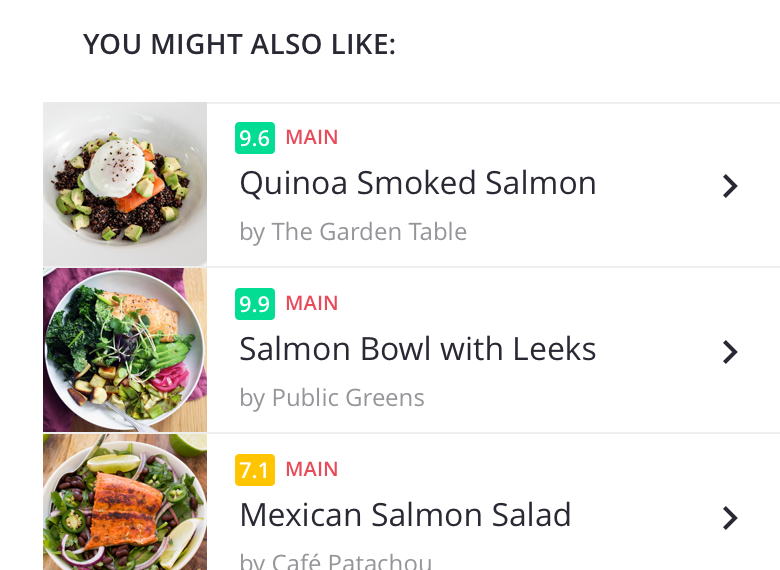 YOU MIGHT ALSO LIKE:
9.6 MAIN
Quinoa Smoked Salmon
by The Garden Table
9.9 MAIN
Salmon Bowl with Leeks
by Public Greens
7.1 MAIN
Mexican Salmon Salad
by Café Patachou